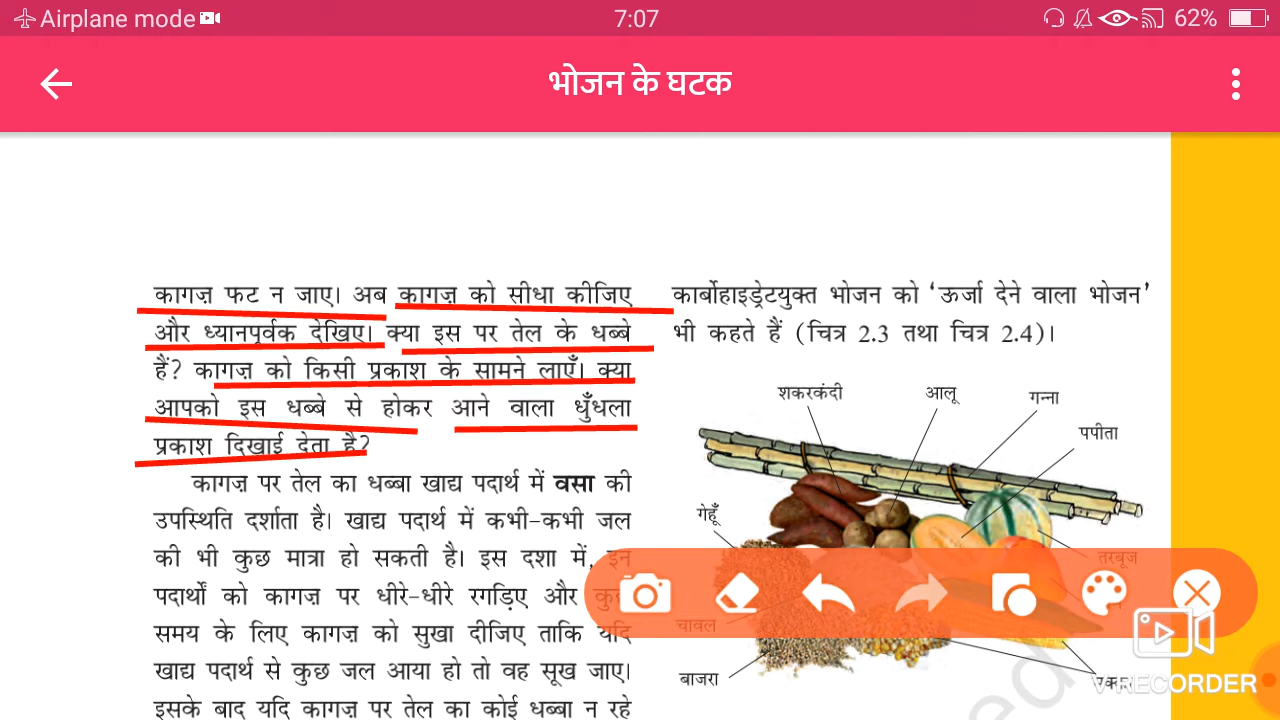 Airplane mode
7:07
62%
भोजन के घटक
कागज़ फट न जाए। अब कागज़ को सीधा कीजिए
और ध्यानपूर्वक देखिए। क्या इस पर तेल के धब्बे
हैं? कागज़ को किसी प्रकाश के सामने लाएँ। क्या
आपको इस धब्बे से होकर आने वाला धुँधला
प्रकाश दिखाई देता है?
कागज़ पर तेल का धब्बा खाद्य पदार्थ में वसा की
उपस्थिति दर्शाता है। खाद्य पदार्थ में कभी-कभी जल
की भी कुछ मात्रा हो सकती है। इस दशा में, इन
पदार्थों को कागज़ पर धीरे-धीरे रगड़िए और
समय के लिए कागज़ को सुखा दीजिए ताकि यदि
खाद्य पदार्थ से कुछ जल आया हो तो वह सूख जाए।
इसके बाद यदि कागज़ पर तेल का कोई धब्बा न रहे
कार्बोहाइड्रेटयुक्त भोजन को ‘ऊर्जा देने वाला भोजन’
भी कहते हैं (चित्र 2.3 तथा चित्र 2.4)।
शकरकंदी
आलू
गन्ना
पपीता
गेहूँ
तरबूज
चावल
बाजरा
V RECORDER